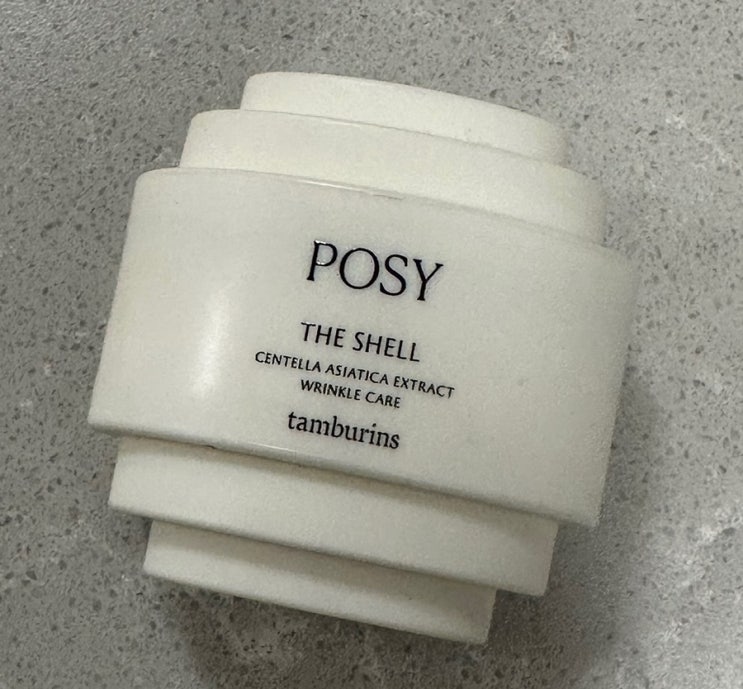 POSY
THE SHELL
CENTELLA ASIATICA EXTRACT
WRINKLE CARE
tamburins